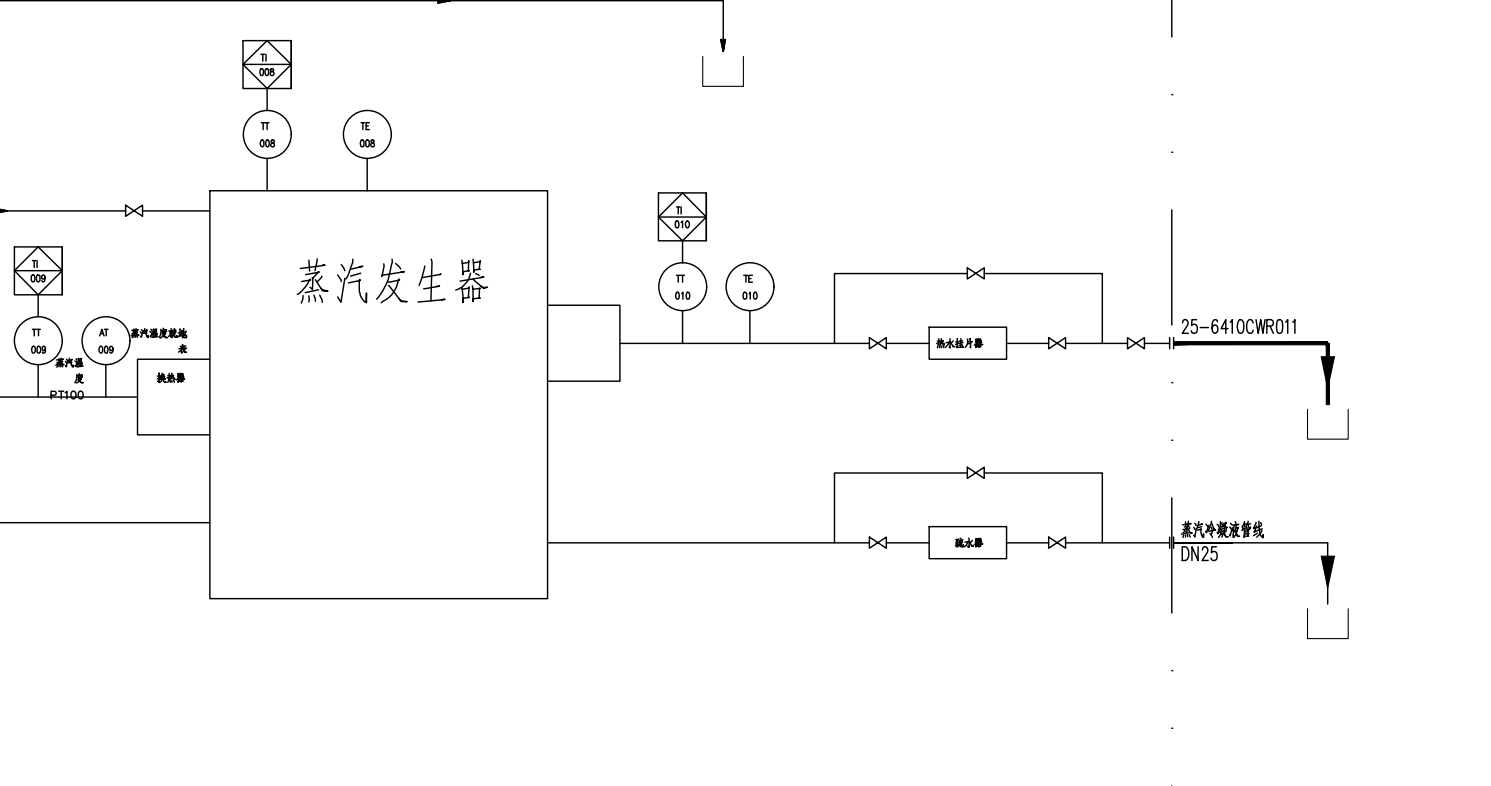 TI
008
TT
008
TE
008
TI
010
TI
009
蒸汽发生器
TT
010
TE
010
TT
009
AT
009
蒸汽温度就地
表
25-6410CWR011
热水挂片器
蒸汽温
度
换热器
PT100
蒸汽冷凝液管线
疏水器
DN25